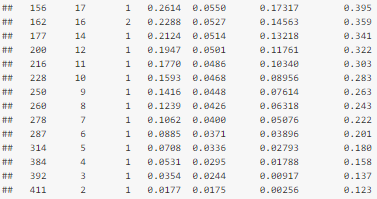 ## 156 17 1 0.2614 0.0550 0.17317 0.395
## 162 16 2 0.2288 0.0527 0.14563 0.359
## 177 14 1 0.2124 0.0514 0.13218 0.341
## 200 12 1 0.1947 0.0501 0.11761 0.322
## 216 11 1 0.1770 0.0486 0.10340 0.303
## 228 10 1 0.1593 0.0468 0.08956 0.283
## 250 9 1 0.1416 0.0448 0.07614 0.263
## 260 8 1 0.1239 0.0426 0.06318 0.243
## 278 7 1 0.1062 0.0400 0.05076 0.222
## 287 6 1 0.0885 0.0371 0.03896 0.201
## 314 5 1 0.0708 0.0336 0.02793 0.180
## 384 4 1 0.0531 0.0295 0.01788 0.158
## 392 3 1 0.0354 0.0244 0.00917 0.137
## 411 2 1 0.0177 0.0175 0.00256 0.123